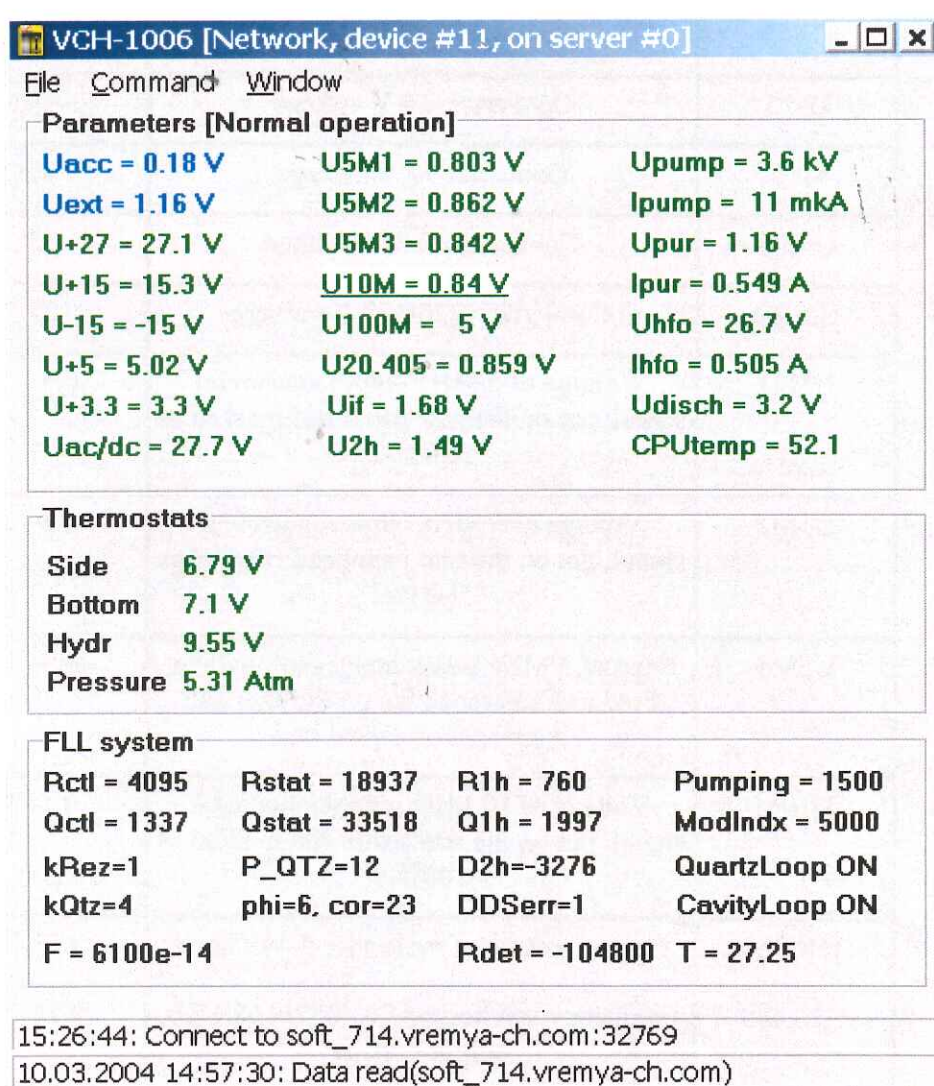 VCH-1006 [Network, device #11, on server #0]
File Command Window
Parameters [Normal operation]
Uacc = 0.18 V U5M1 = 0.803 V Upump = 3.6 kV
Uext = 1.16 V U5M2 = 0.862 V Ipump = 11 mkA
U+27 = 27.1 V U5M3 = 0.842 V Upur = 1.16 V
U+15 = 15.3 V U10M = 0.84 V Ipur = 0.549 A
U-15 = -15 V U100M = 5 V Uhfo = 26.7 V
U+5 = 5.02 V U20.405 = 0.859 V Ihfo = 0.505 A
U+3.3 = 3.3 V Uif = 1.68 V Udisch = 3.2 V
Uac/dc = 27.7 V U2h = 1.49 V CPUtemp = 52.1
Thermostats
Side 6.79 V
Bottom 7.1 V
Hydr 9.55 V
Pressure 5.31 Atm
FLL system
Rctl = 4095 Rstat = 18937 R1h = 760 Pumping = 1500
Qctl = 1337 Qstat = 33518 Q1h = 1997 ModIndx = 5000
kRez=1 P_QTZ=12 D2h=-3276 QuartzLoop ON
kQtz=4 phi=6, cor=23 DDSerr=1 CavityLoop ON
F = 6100e-14 Rdet = -104800 T = 27.25
15:26:44: Connect to soft_714.vremya-ch.com:32769
10.03.2004 14:57:30: Data read(soft_714.vremya-ch.com)